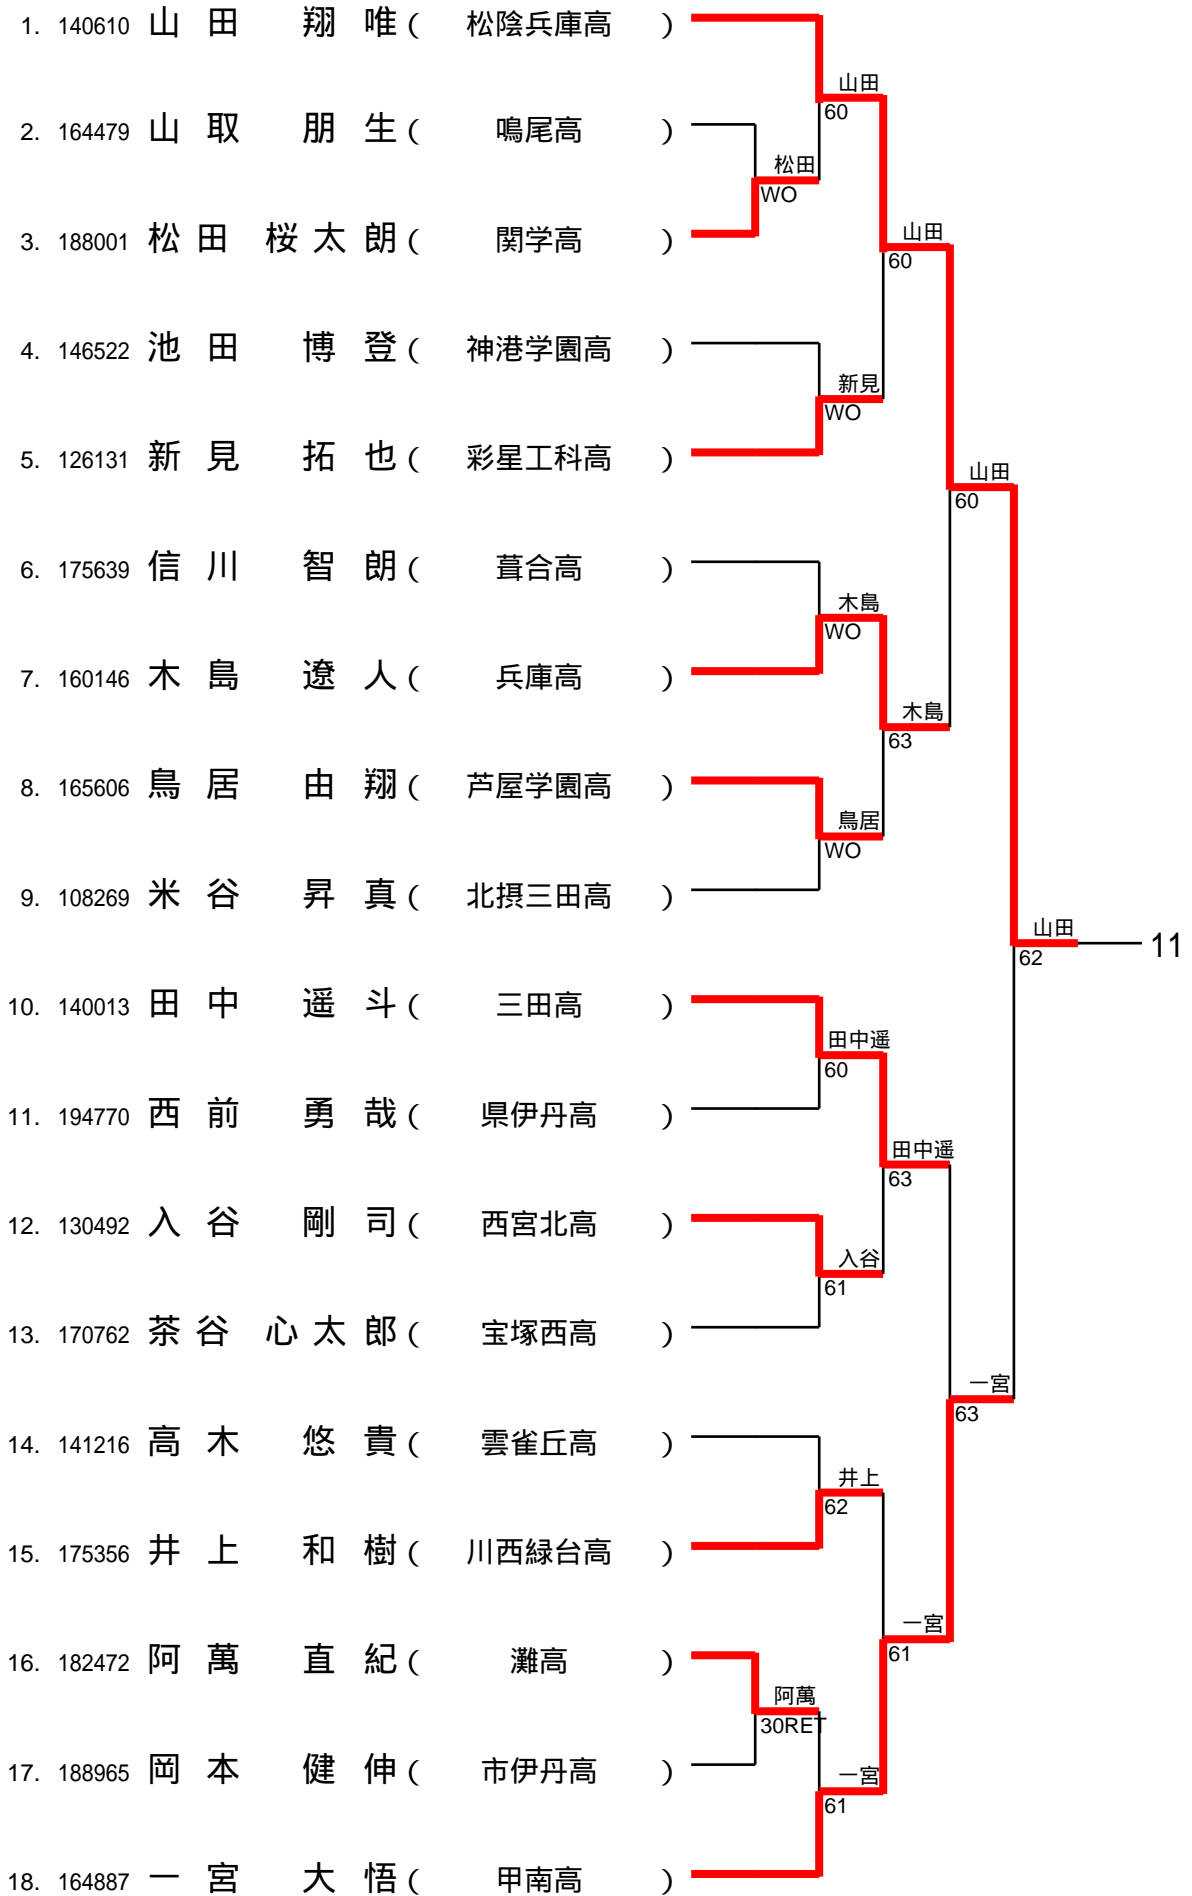 1. 140610 山田 翔唯 ( 松陰兵庫高 )
山田
60
2. 164479 山取 朋生 ( 鳴尾高 )
松田
WO
3. 188001 松田 桜太朗 ( 関学高 )
山田
60
4. 146522 池田 博登 ( 神港学園高 )
新見
WO
5. 126131 新見 拓也 ( 彩星工科高 )
山田
60
6. 175639 信川 智朗 ( 葺合高 )
木島
WO
7. 160146 木島 遼人 ( 兵庫高 )
木島
63
8. 165606 鳥居 由翔 ( 芦屋学園高 )
鳥居
WO
9. 108269 米谷 昇真 ( 北摂三田高 )
山田
62
11
10. 140013 田中 遥斗 ( 三田高 )
田中遥
60
11. 194770 西前 勇哉 ( 県伊丹高 )
田中遥
63
12. 130492 入谷 剛司 ( 西宮北高 )
入谷
61
13. 170762 茶谷 心太郎 ( 宝塚西高 )
一宮
63
14. 141216 高木 悠貴 ( 雲雀丘高 )
井上
62
15. 175356 井上 和樹 ( 川西緑台高 )
一宮
61
16. 182472 阿萬 直紀 ( 灘高 )
阿萬
30RET
17. 188965 岡本 健伸 ( 市伊丹高 )
一宮
61
18. 164887 一宮 大悟 ( 甲南高 )